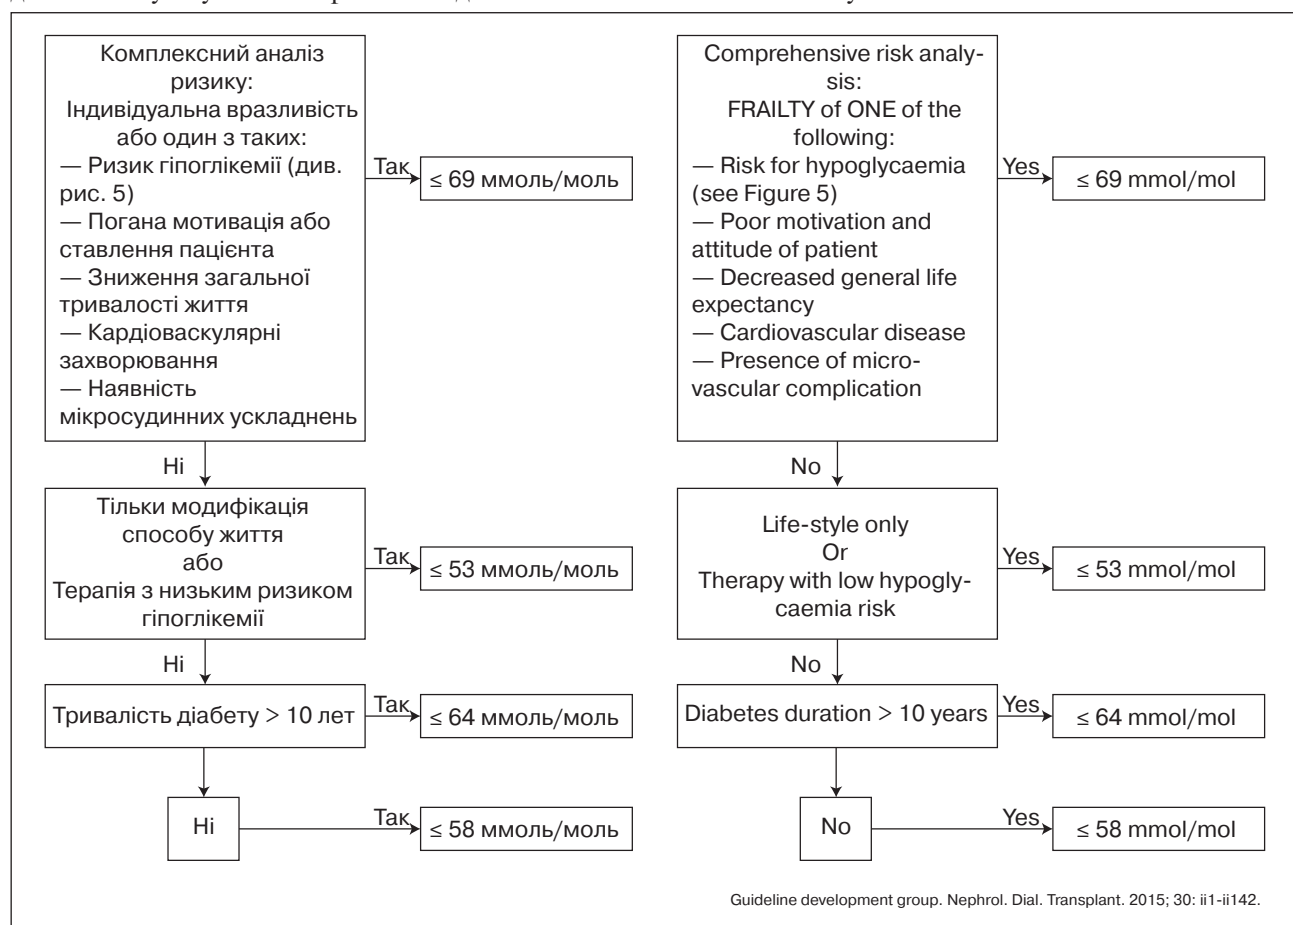 Комплексний аналіз
ризику:
Індивідуальна вразливість
або один з таких:
— Ризик гіпоглікемії (див.
рис. 5)
— Погана мотивація або
ставлення пацієнта
— Зниження загальної
тривалості життя
— Кардіоваскулярні
захворювання
— Наявність
мікросудинних ускладнень
Так
≤ 69 ммоль/моль
Ні
Тільки модифікація
способу життя
або
Терапія з низьким ризиком
гіпоглікемії
Так
≤ 53 ммоль/моль
Ні
Тривалість діабету > 10 лет
Так
≤ 64 ммоль/моль
Ні
Так
≤ 58 ммоль/моль
Comprehensive risk analy-
sis:
FRAILTY of ONE of the
following:
— Risk for hypoglycaemia
(see Figure 5)
— Poor motivation and
attitude of patient
— Decreased general life
expectancy
— Cardiovascular disease
— Presence of micro-
vascular complication
Yes
≤ 69 mmol/mol
No
Life-style only
Or
Therapy with low hypogly-
caemia risk
Yes
≤ 53 mmol/mol
No
Diabetes duration > 10 years
Yes
≤ 64 mmol/mol
No
Yes
≤ 58 mmol/mol
Guideline development group. Nephrol. Dial. Transplant. 2015; 30: ii1-ii142.